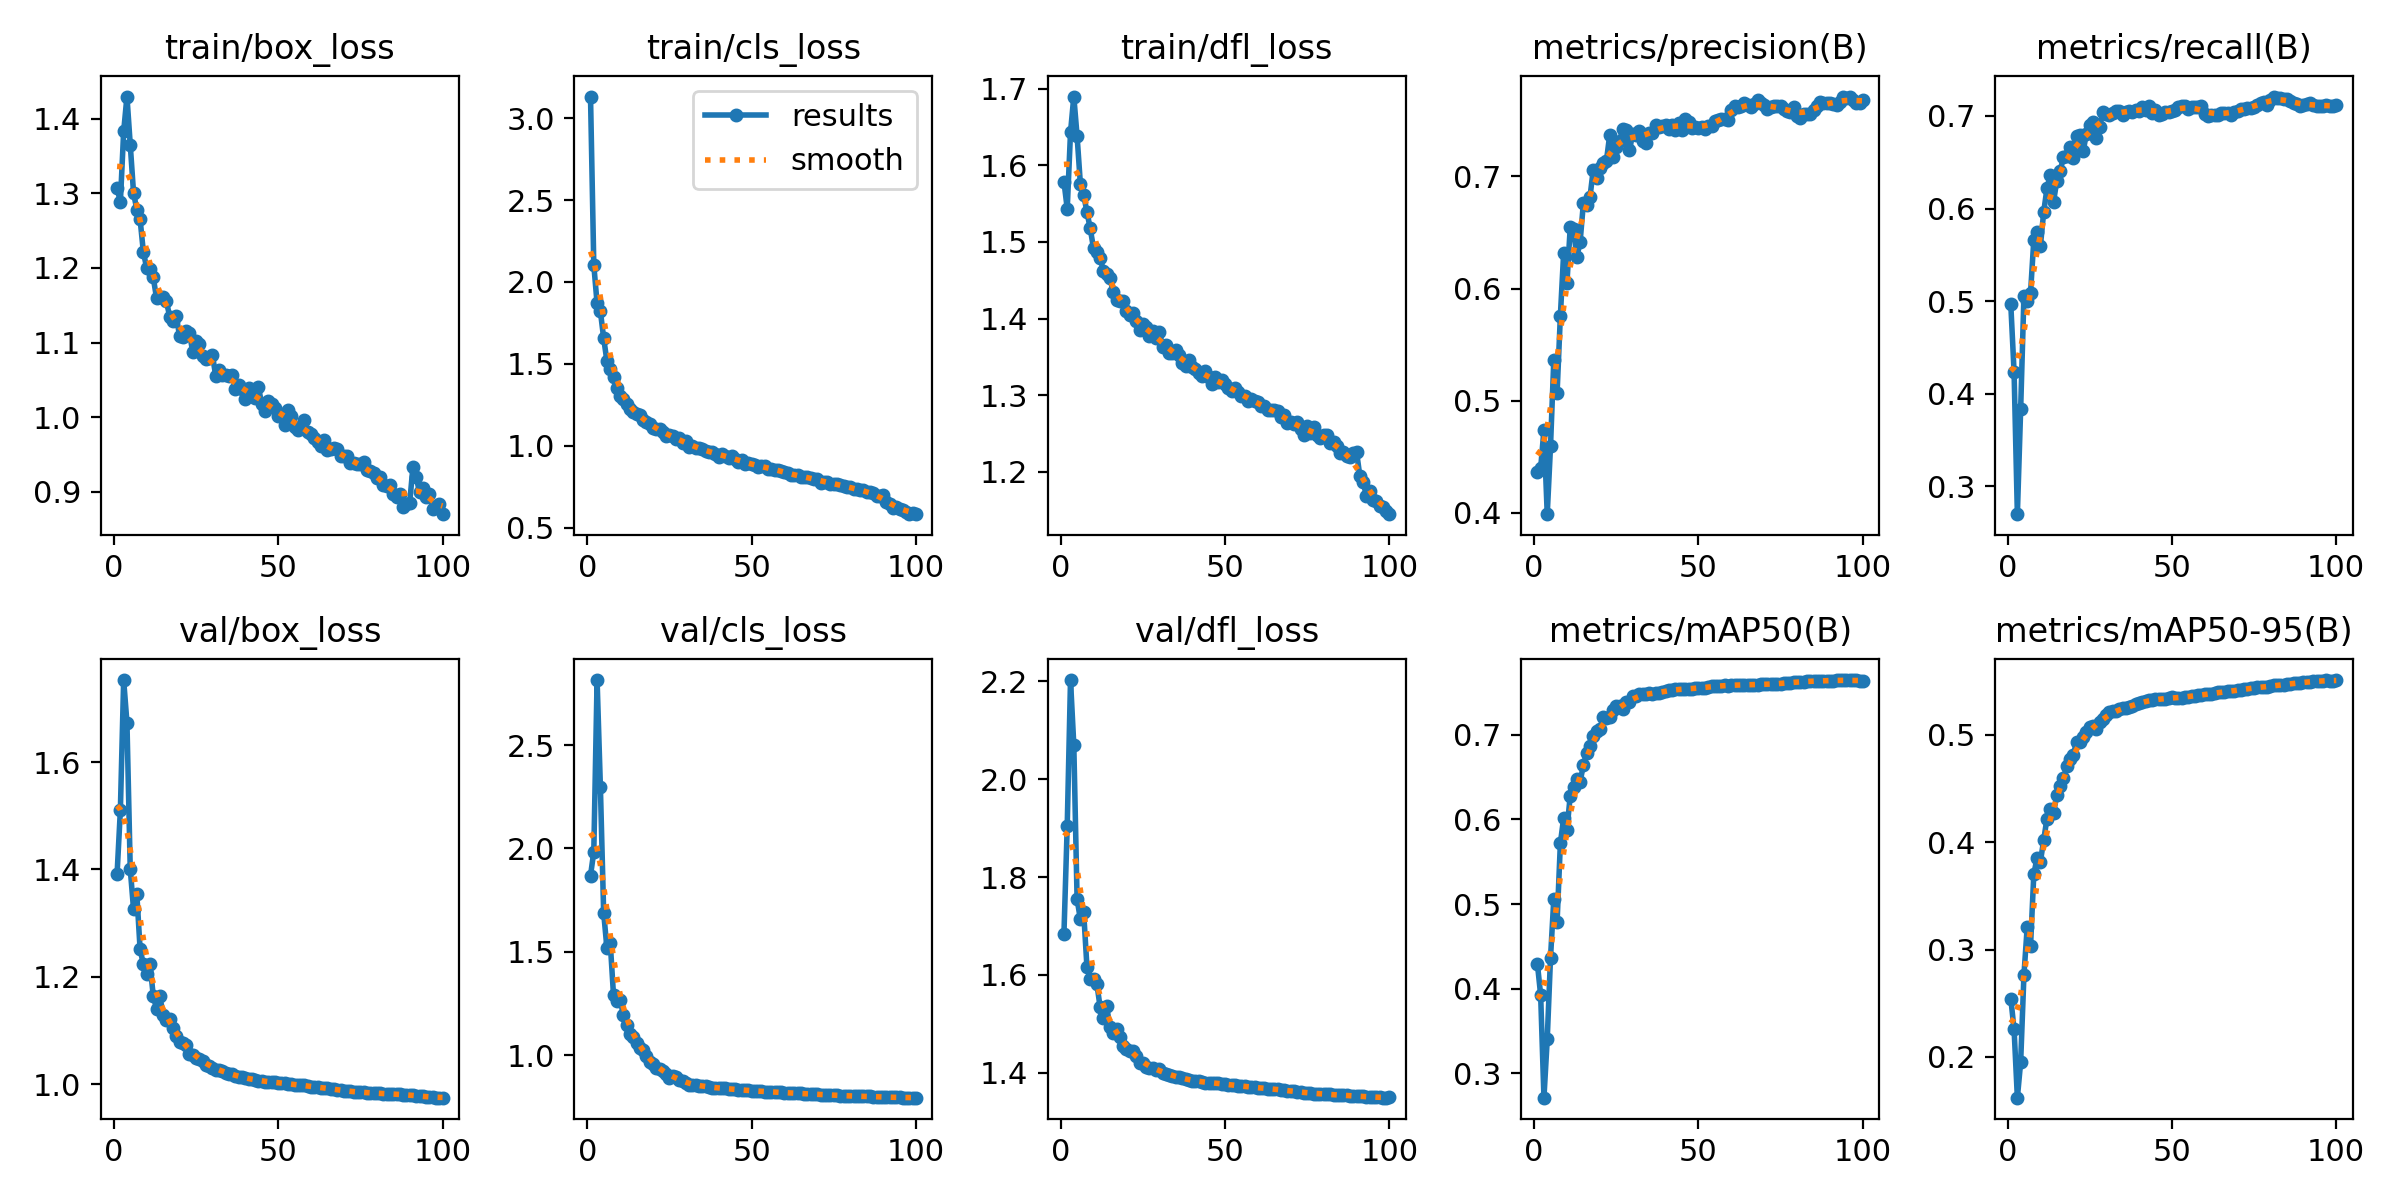 train/box_loss
1.4
1.3
1.2
1.1
1.0
0.9
0 50 100
train/cls_loss
results
smooth
3.0
2.5
2.0
1.5
1.0
0.5
0 50 100
train/dfl_loss
1.7
1.6
1.5
1.4
1.3
1.2
0 50 100
metrics/precision(B)
0.7
0.6
0.5
0.4
0 50 100
metrics/recall(B)
0.7
0.6
0.5
0.4
0.3
0 50 100
val/box_loss
1.6
1.4
1.2
1.0
0 50 100
val/cls_loss
2.5
2.0
1.5
1.0
0 50 100
val/dfl_loss
2.2
2.0
1.8
1.6
1.4
0 50 100
metrics/mAP50(B)
0.7
0.6
0.5
0.4
0.3
0 50 100
metrics/mAP50-95(B)
0.5
0.4
0.3
0.2
0 50 100